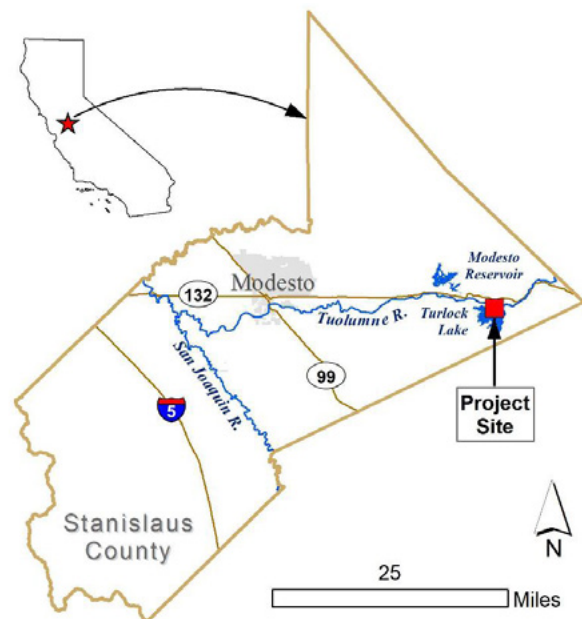 Modesto
Reservoir
132
Modesto
Tuolumne R.
Turlock
Lake
San Joaquin R.
99
5
Project
Site
Stanislaus
County
N
25
Miles